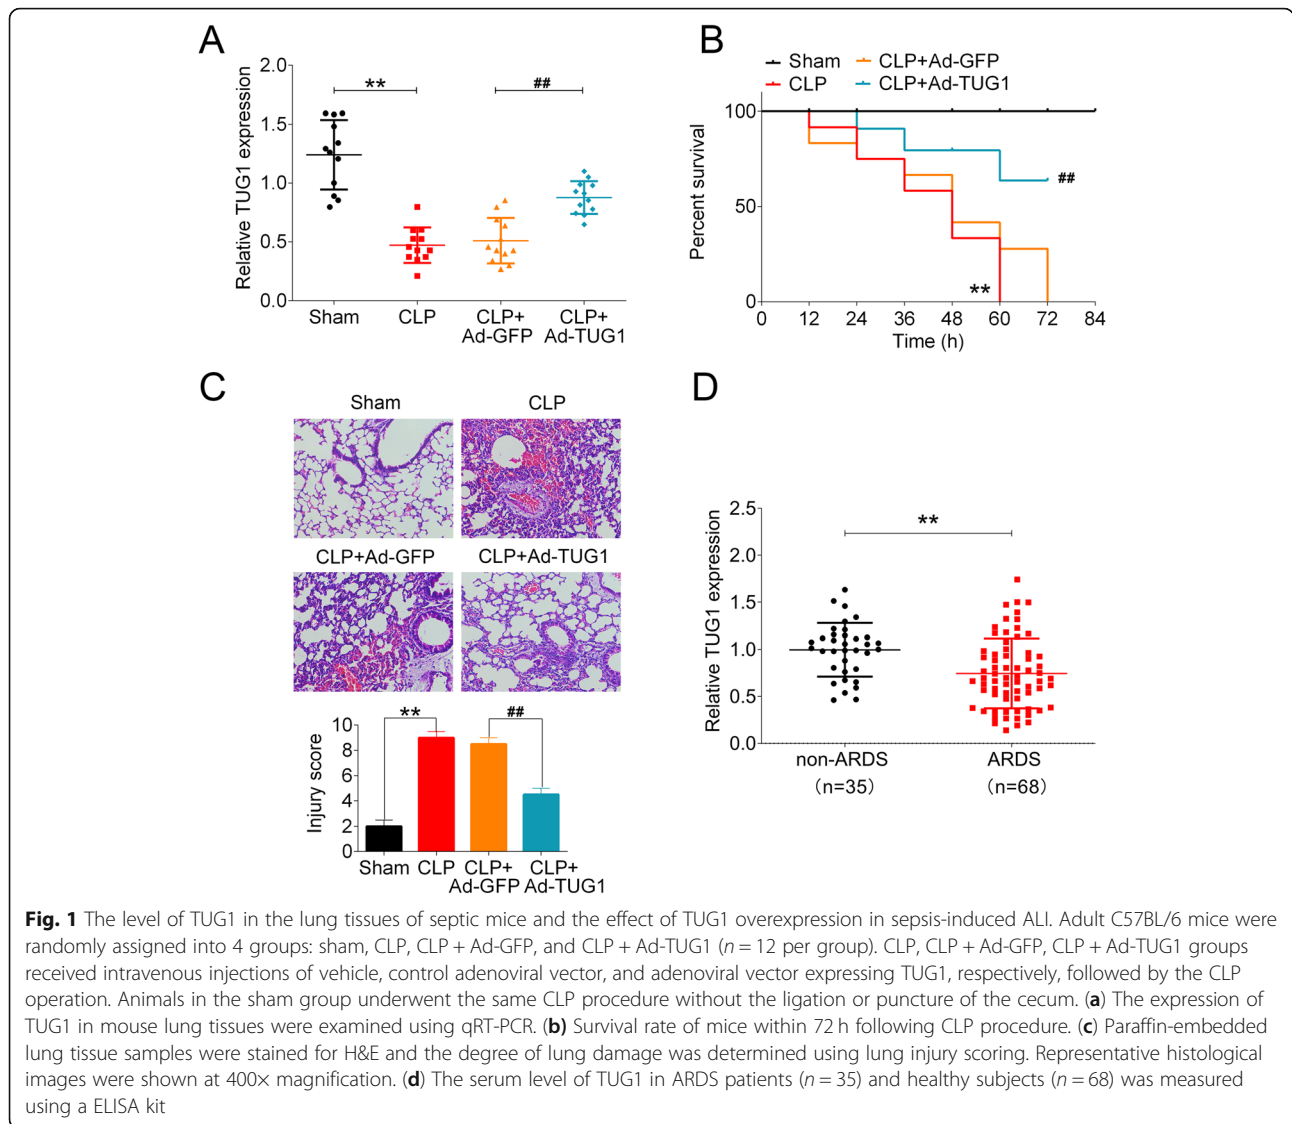 A
Relative TUG1 expression
2.0
1.5
1.0
0.5
0.0
**
##
Sham
CLP
CLP+
Ad-GFP
CLP+
Ad-TUG1
B
Sham
CLP
CLP+Ad-GFP
CLP+Ad-TUG1
Percent survival
100
50
0
##
**
0 12 24 36 48 60 72 84
Time (h)
C
Sham
CLP
CLP+Ad-GFP
CLP+Ad-TUG1
Injury score
10
8
6
4
2
0
**
##
Sham
CLP
CLP+
Ad-GFP
CLP+
Ad-TUG1
D
Relative TUG1 expression
2.5
2.0
1.5
1.0
0.5
0.0
**
non-ARDS
(n=35)
ARDS
(n=68)
Fig. 1 The level of TUG1 in the lung tissues of septic mice and the effect of TUG1 overexpression in sepsis-induced ALI. Adult C57BL/6 mice were
randomly assigned into 4 groups: sham, CLP, CLP + Ad-GFP, and CLP + Ad-TUG1 (n = 12 per group). CLP, CLP + Ad-GFP, CLP + Ad-TUG1 groups
received intravenous injections of vehicle, control adenoviral vector, and adenoviral vector expressing TUG1, respectively, followed by the CLP
operation. Animals in the sham group underwent the same CLP procedure without the ligation or puncture of the cecum. (a) The expression of
TUG1 in mouse lung tissues were examined using qRT-PCR. (b) Survival rate of mice within 72 h following CLP procedure. (c) Paraffin-embedded
lung tissue samples were stained for H&E and the degree of lung damage was determined using lung injury scoring. Representative histological
images were shown at 400× magnification. (d) The serum level of TUG1 in ARDS patients (n = 35) and healthy subjects (n = 68) was measured
using a ELISA kit